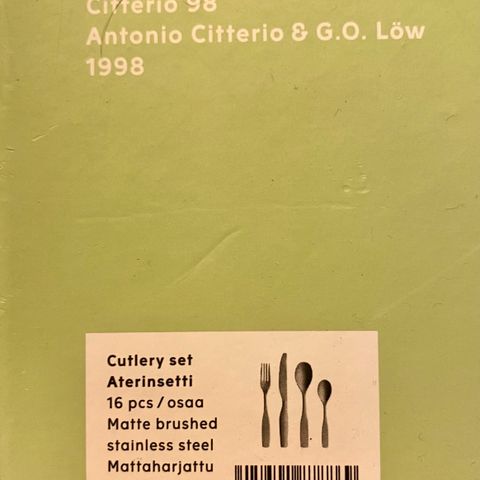 Citterio 98
Antonio Citterio & G.O. Löw
1998
Cutlery set
Aterinsetti
16 pcs / osaa
Matte brushed
stainless steel
Mattaharjattu